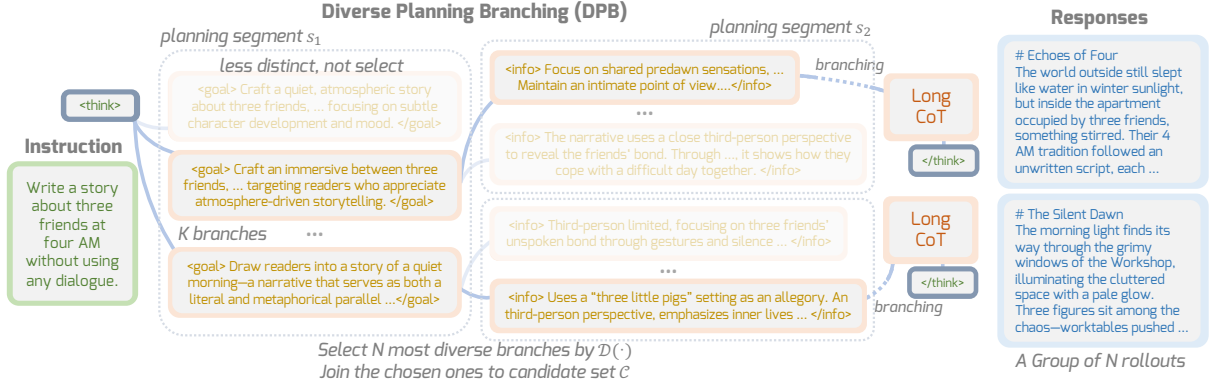 Diverse Planning Branching (DPB)
Responses
planning segment s₁
planning segment s₂
less distinct, not select
<think>
Instruction
Write a story
about three
friends at
four AM
without using
any dialogue.
<goal> Craft a quiet, atmospheric story
about three friends, ... focusing on subtle
character development and mood. </goal>
<goal> Craft an immersive between three
friends, ... targeting readers who appreciate
atmosphere-driven storytelling. </goal>
K branches
...
<goal> Draw readers into a story of a quiet
morning—a narrative that serves as both a
literal and metaphorical parallel ...</goal>
<info> Focus on shared predawn sensations, ...
Maintain an intimate point of view....</info>
...
<info> The narrative uses a close third-person perspective
to reveal the friends' bond. Through ..., it shows how they
cope with a difficult day together. </info>
<info> Third-person limited, focusing on three friends'
unspoken bond through gestures and silence ... </info>
...
<info> Uses a "three little pigs" setting as an allegory. An
third-person perspective, emphasizes inner lives ... </info>
branching
Long
CoT
</think>
Long
CoT
</think>
branching
# Echoes of Four
The world outside still slept
like water in winter sunlight,
but inside the apartment
occupied by three friends,
something stirred. Their 4
AM tradition followed an
unwritten script, each ...
# The Silent Dawn
The morning light finds its
way through the grimy
windows of the Workshop,
illuminating the cluttered
space with a pale glow.
Three figures sit among the
chaos—worktables pushed ...
Select N most diverse branches by 𝒟(·)
Join the chosen ones to candidate set 𝒞
A Group of N rollouts